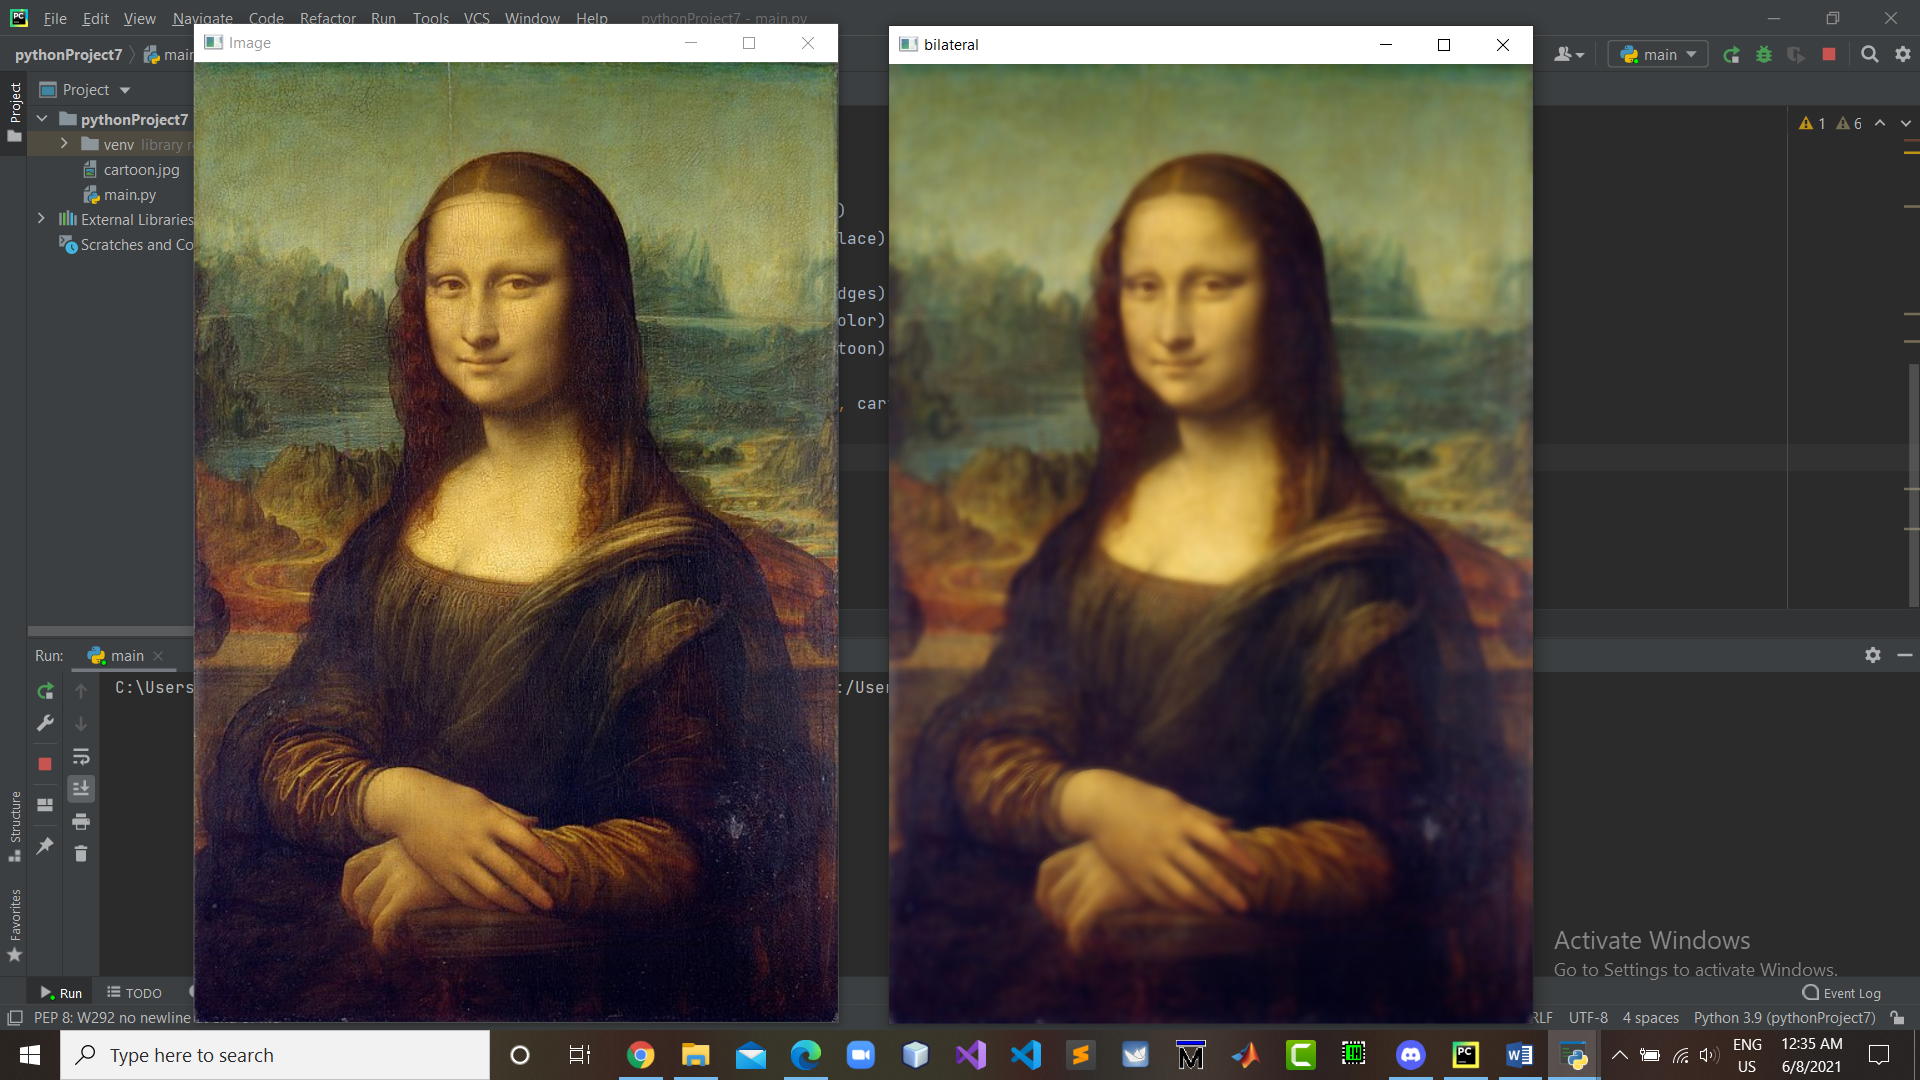 File Edit View Navigate Code Refactor Run Tools VCS Window Help pythonProject7 - main.py
Image
bilateral
pythonProject7
main
Project
Project
1 6
pythonProject7
venv library
cartoon.jpg
main.py
External Libraries
Scratches and
)
lace)
dges)
olor)
toon)
, car
Run: main
C:\Users
:/User
Structure
Favorites
Activate Windows
Go to Settings to activate Windows.
Run TODO
Event Log
PEP 8: W292 no newline
RLF UTF-8 4 spaces Python 3.9 (pythonProject7)
Type here to search
ENG
US
12:35 AM
6/8/2021